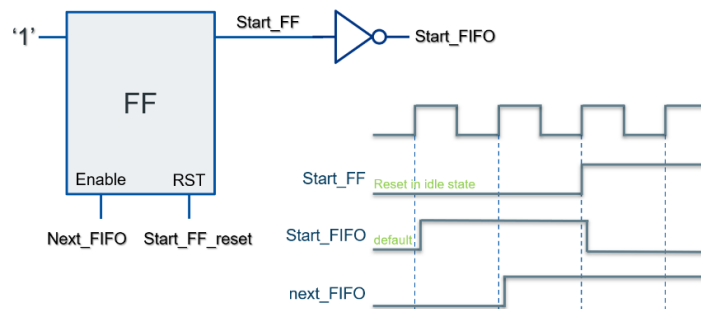 Start_FF
'1'
Start_FIFO
FF
Enable RST
Next_FIFO Start_FF_reset
Start_FF Reset in idle state
Start_FIFO default
next_FIFO